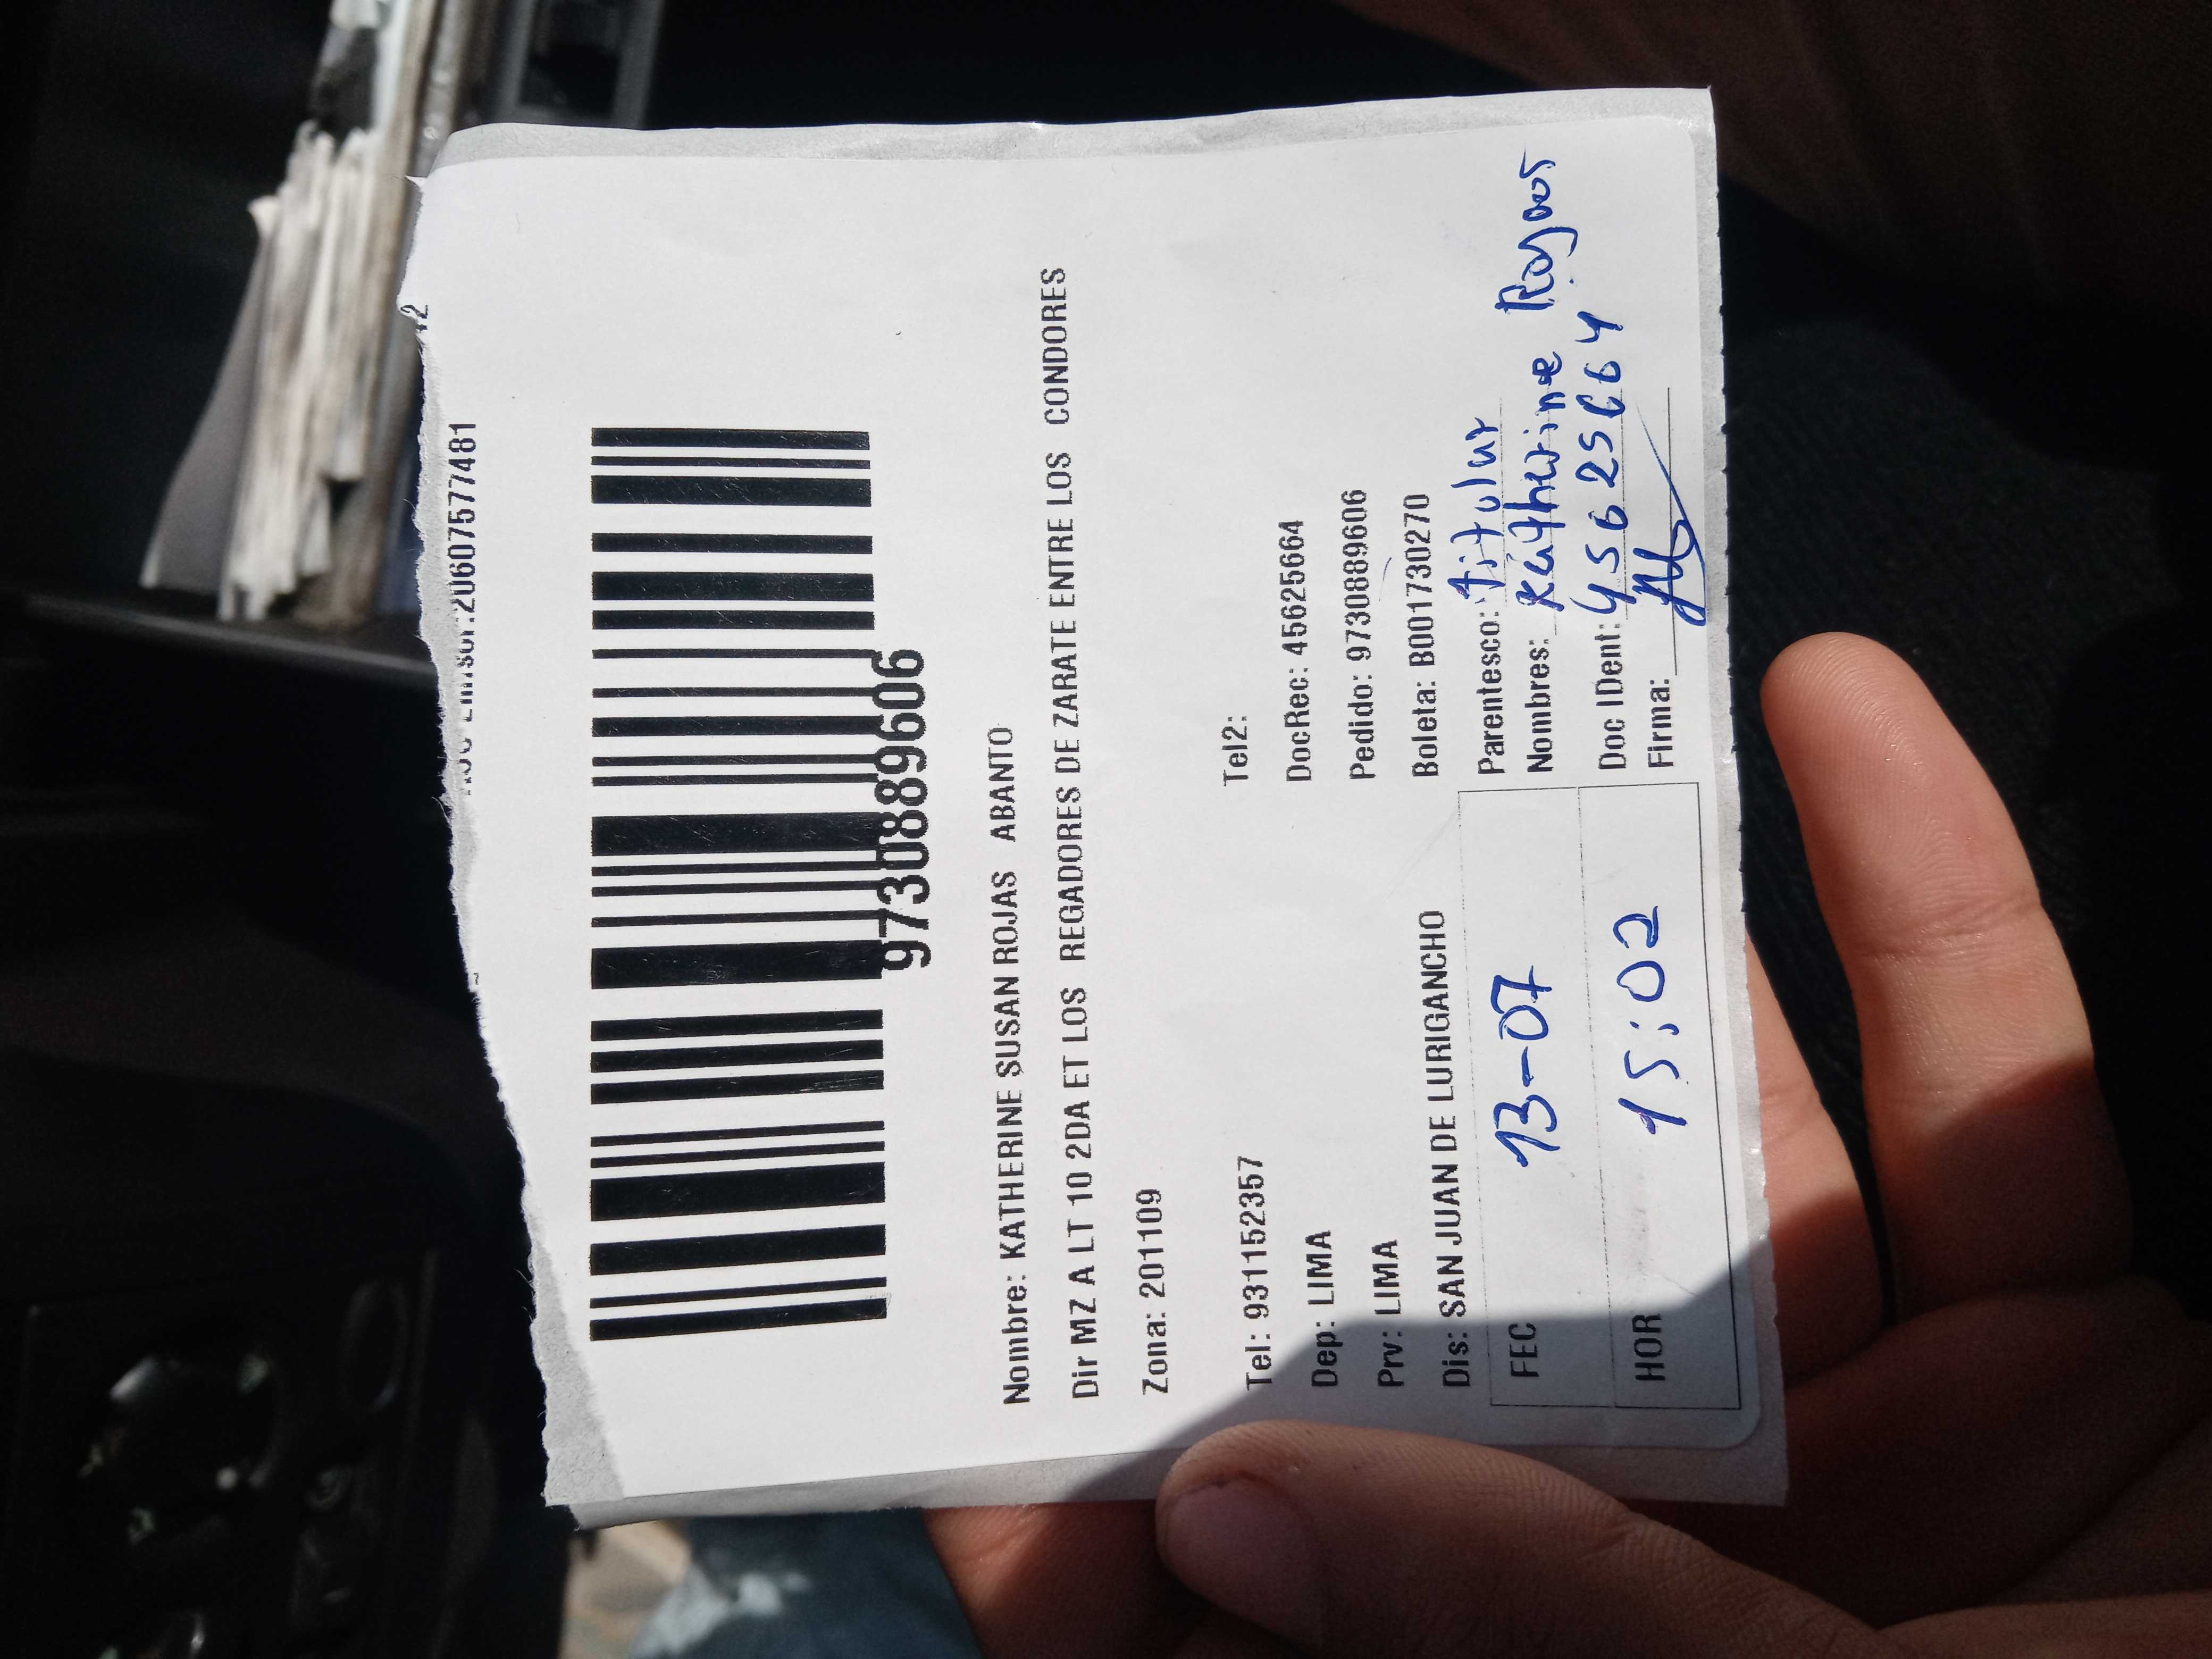 Emisor:20607577481
9730889606
Nombre: KATHERINE SUSAN ROJAS ABANTO
Dir MZ A LT 10 2DA ET LOS REGADORES DE ZARATE ENTRE LOS CONDORES
Zona: 201109
Tel: 931152357 Tel2:
Dep: LIMA DocRec: 45625664
Prv: LIMA Pedido: 9730889606
Dis: SAN JUAN DE LURIGANCHO Boleta: B001730270
FEC 13-07
HOR 15:02
Parentesco: titular
Nombres: Katherine Rojas
Doc IDent: 45625664
Firma: